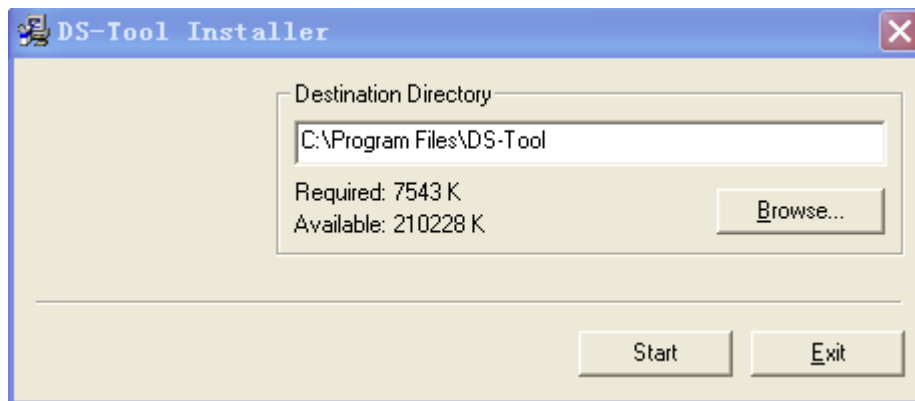 DS-Tool Installer
Destination Directory
C:\Program Files\DS-Tool
Required: 7543 K
Available: 210228 K
Browse...
Start
Exit